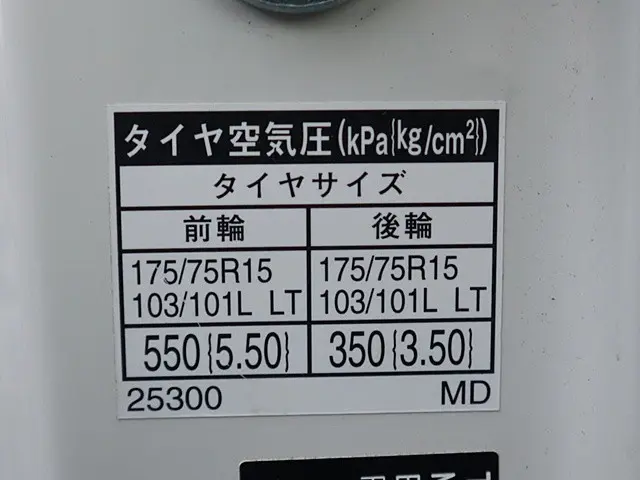 タイヤ空気圧(kPa{kg/cm²})
タイヤサイズ
前輪 後輪
175/75R15 175/75R15
103/101L LT 103/101L LT
550{5.50} 350{3.50}
25300 MD